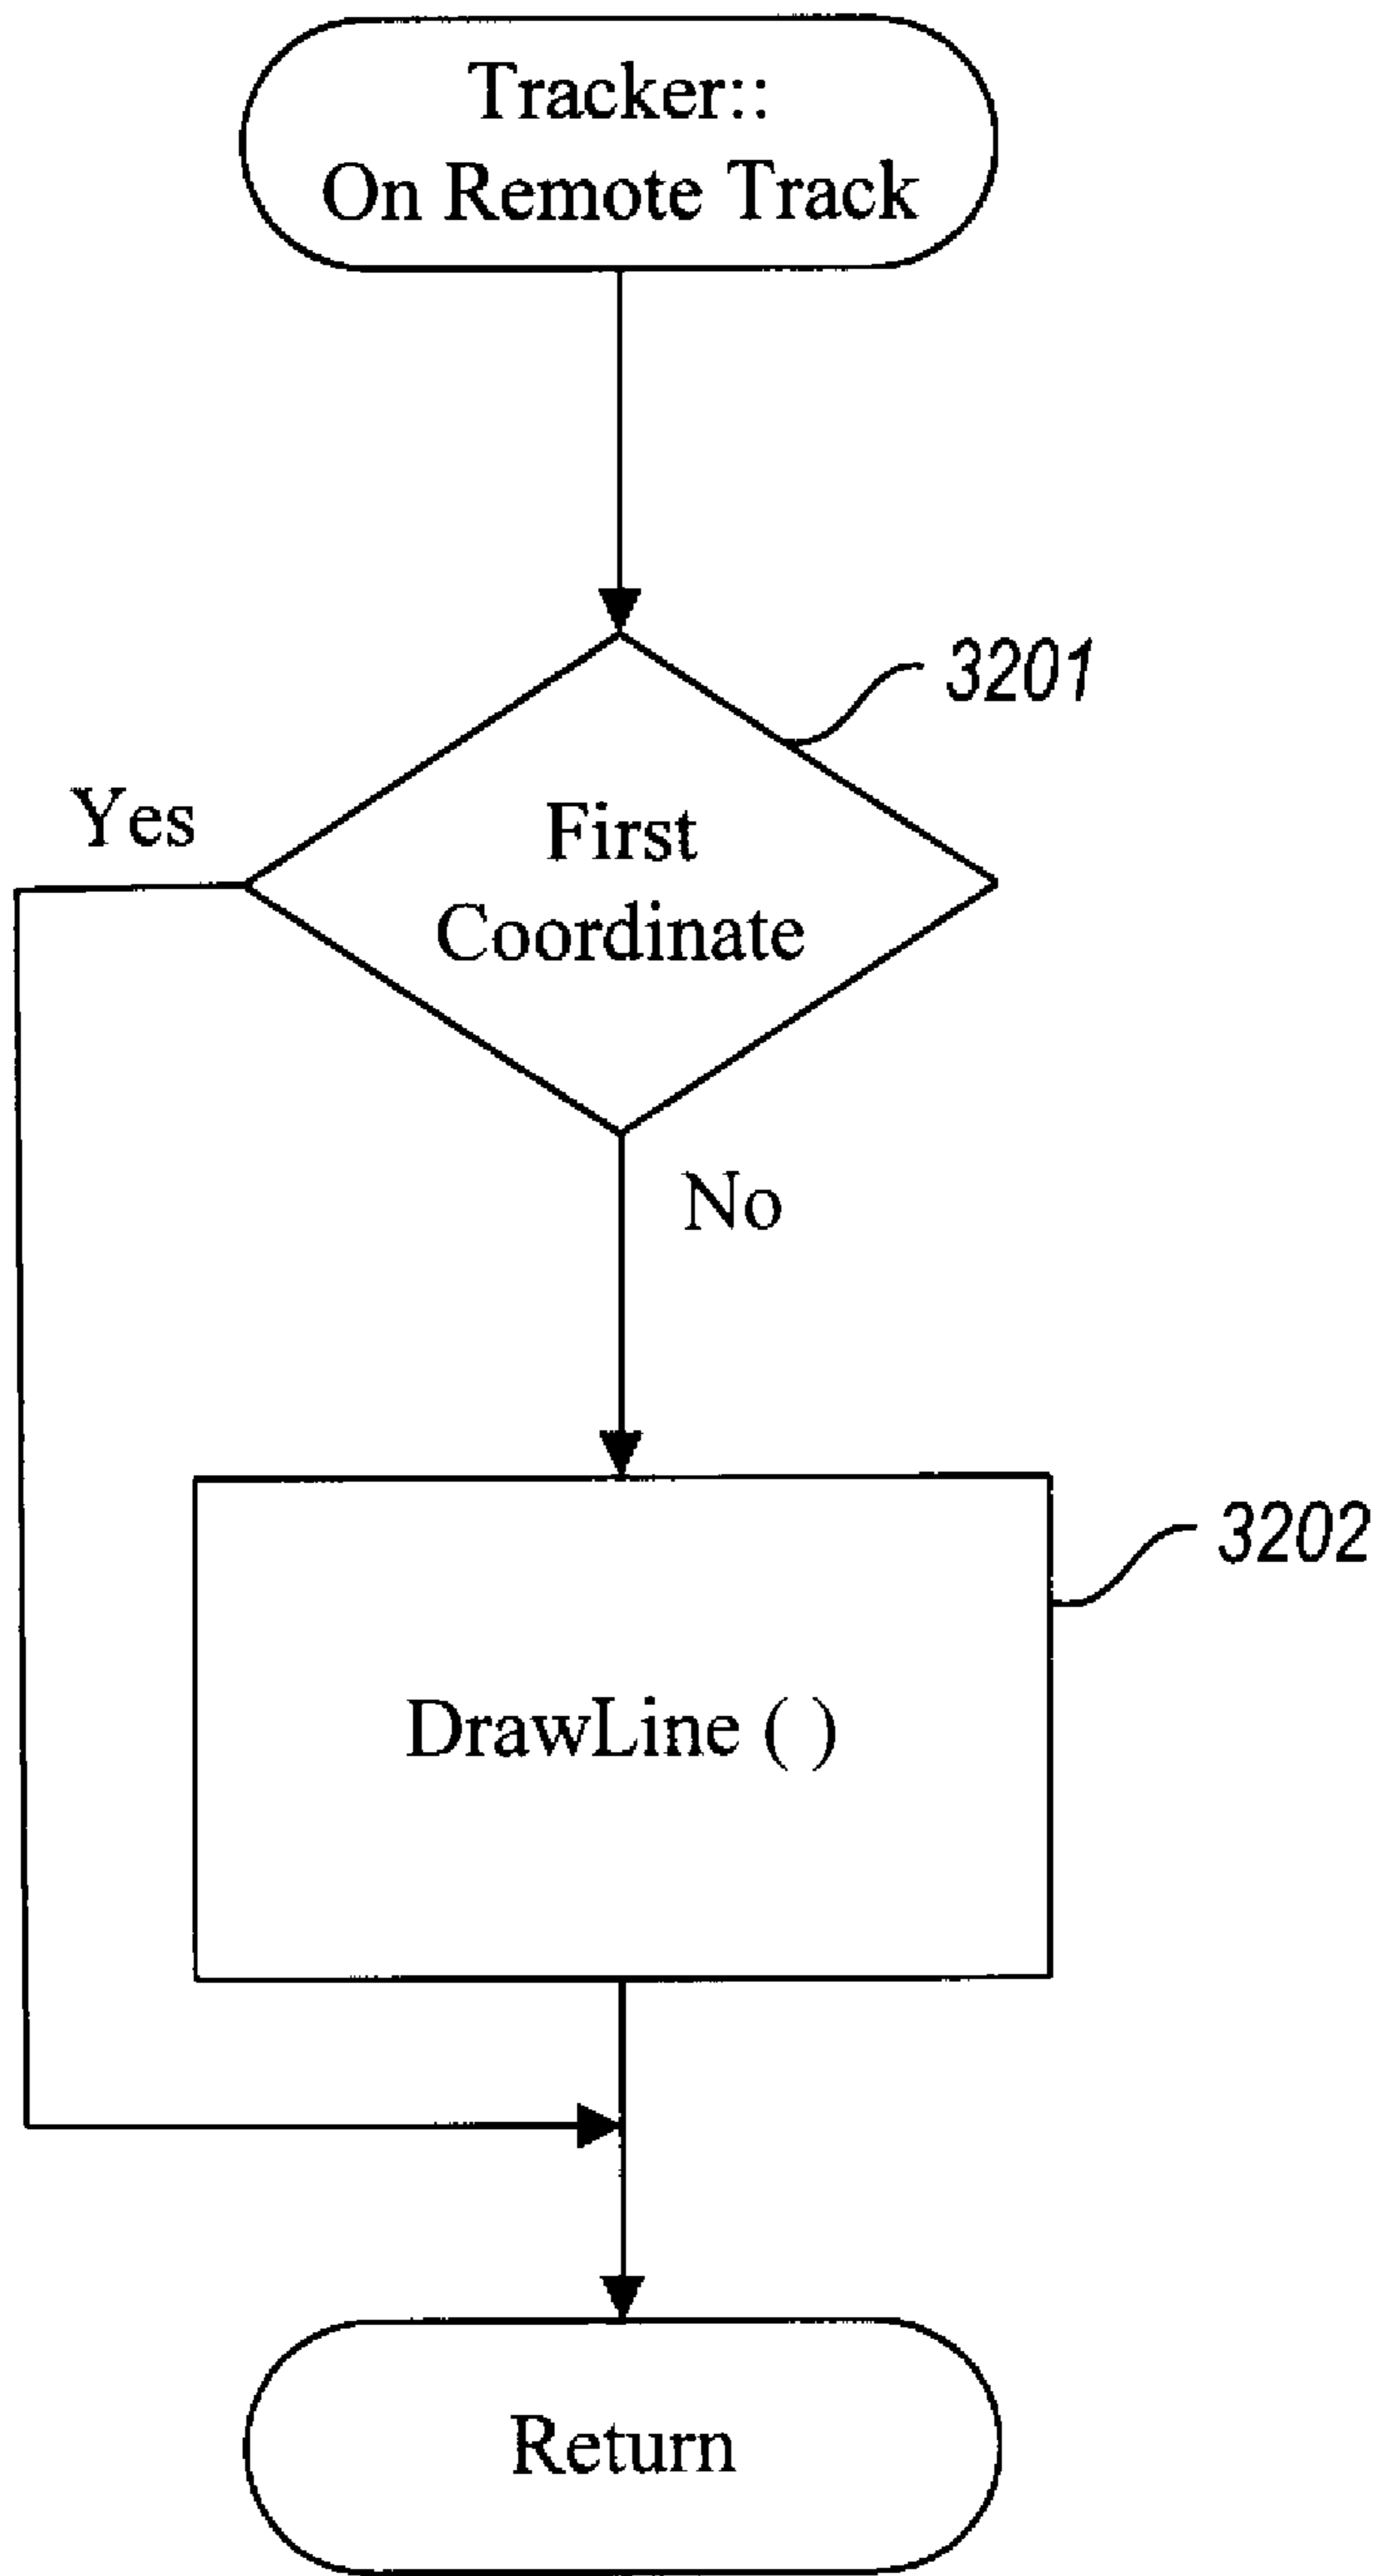 Tracker::
On Remote Track
3201
Yes
First
Coordinate
No
3202
DrawLine ( )
Return